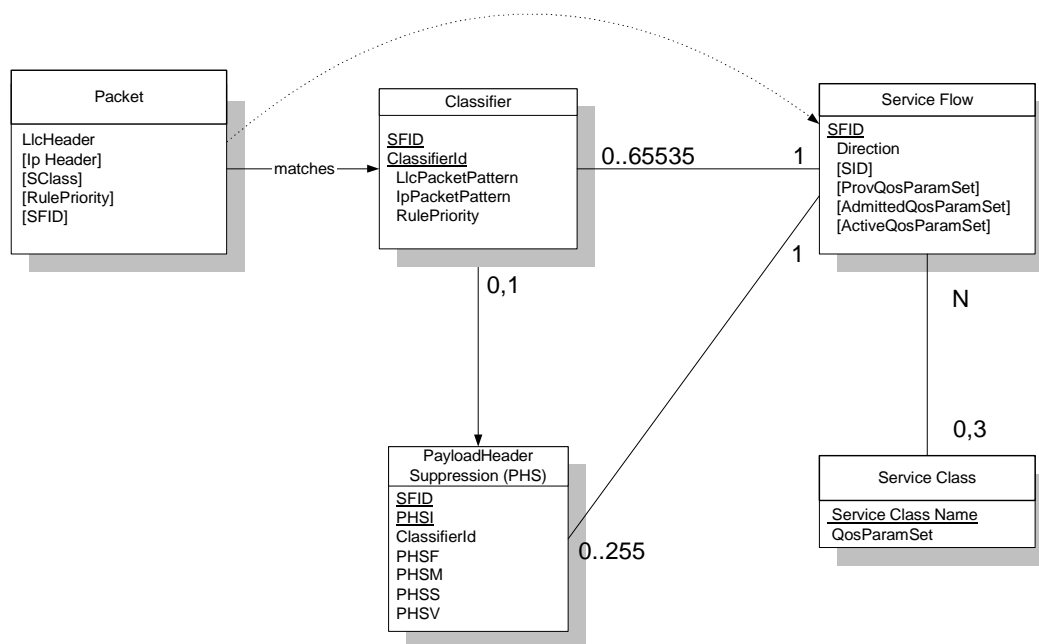 Packet
LlcHeader
[Ip Header]
[SClass]
[RulePriority]
[SFID]
matches
Classifier
SFID
ClassifierId
LlcPacketPattern
IpPacketPattern
RulePriority
0..65535
1
Service Flow
SFID
Direction
[SID]
[ProvQosParamSet]
[AdmittedQosParamSet]
[ActiveQosParamSet]
1
0,1
N
0,3
PayloadHeader
Suppression (PHS)
SFID
PHSI
ClassifierId
PHSF
PHSM
PHSS
PHSV
0..255
Service Class
Service Class Name
QosParamSet